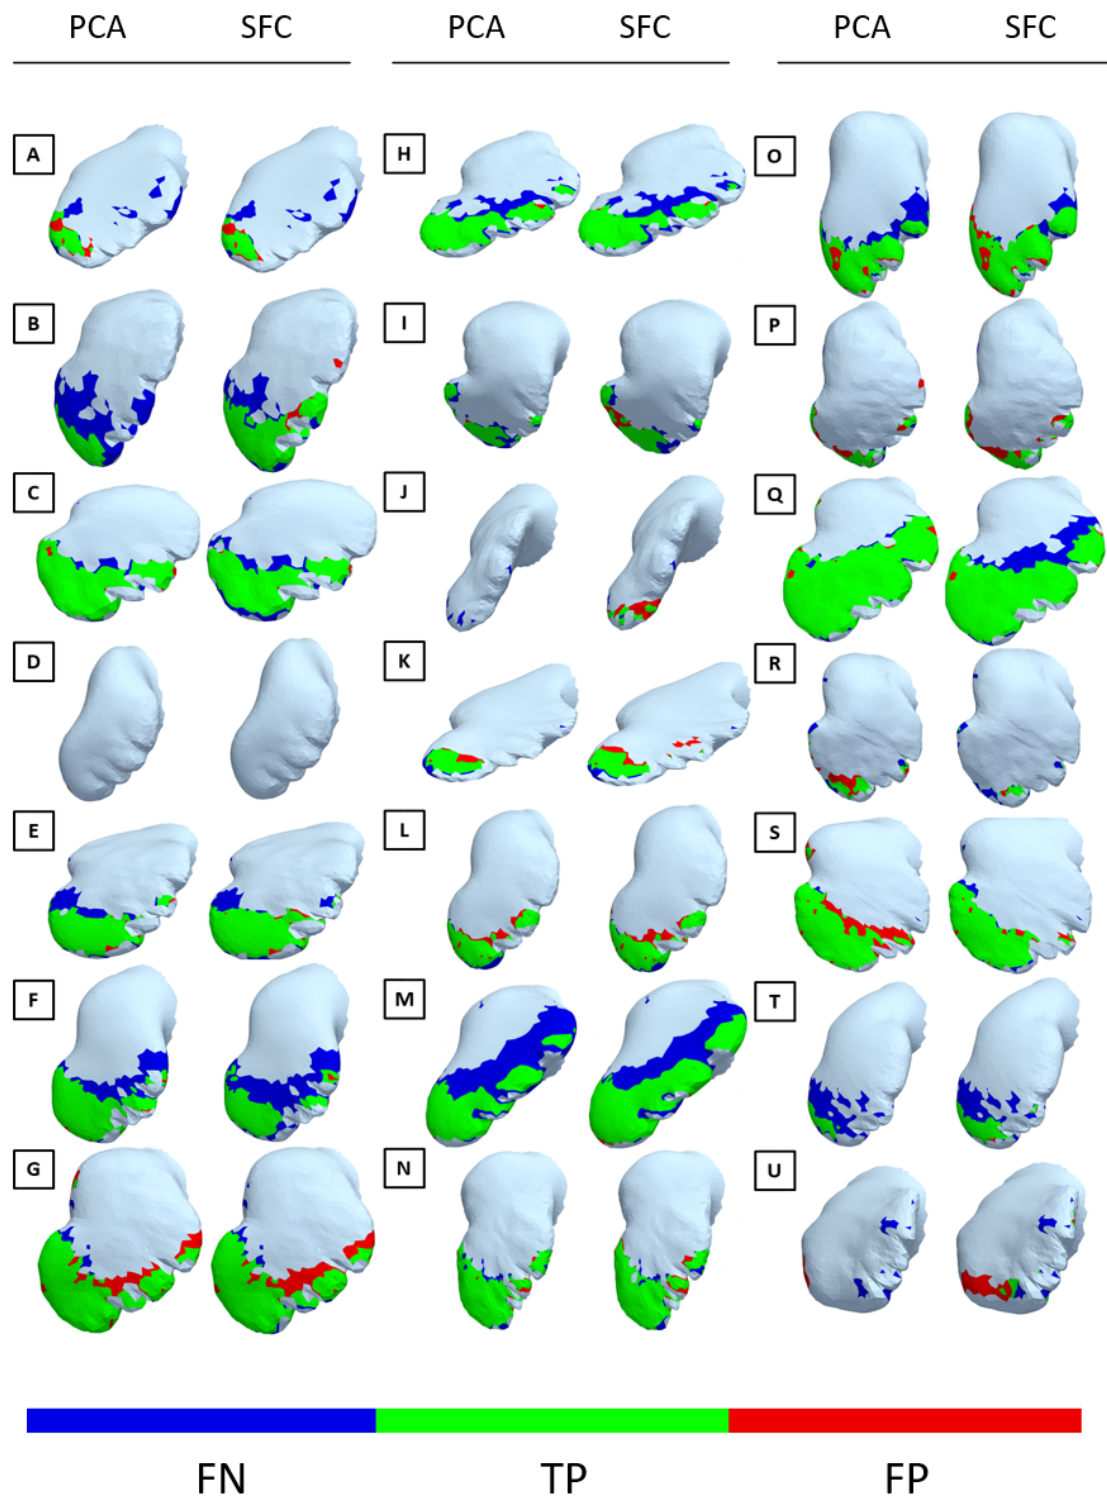 PCA SFC PCA SFC PCA SFC
A H O
B I P
C J Q
D K R
E L S
F M T
G N U
FN TP FP